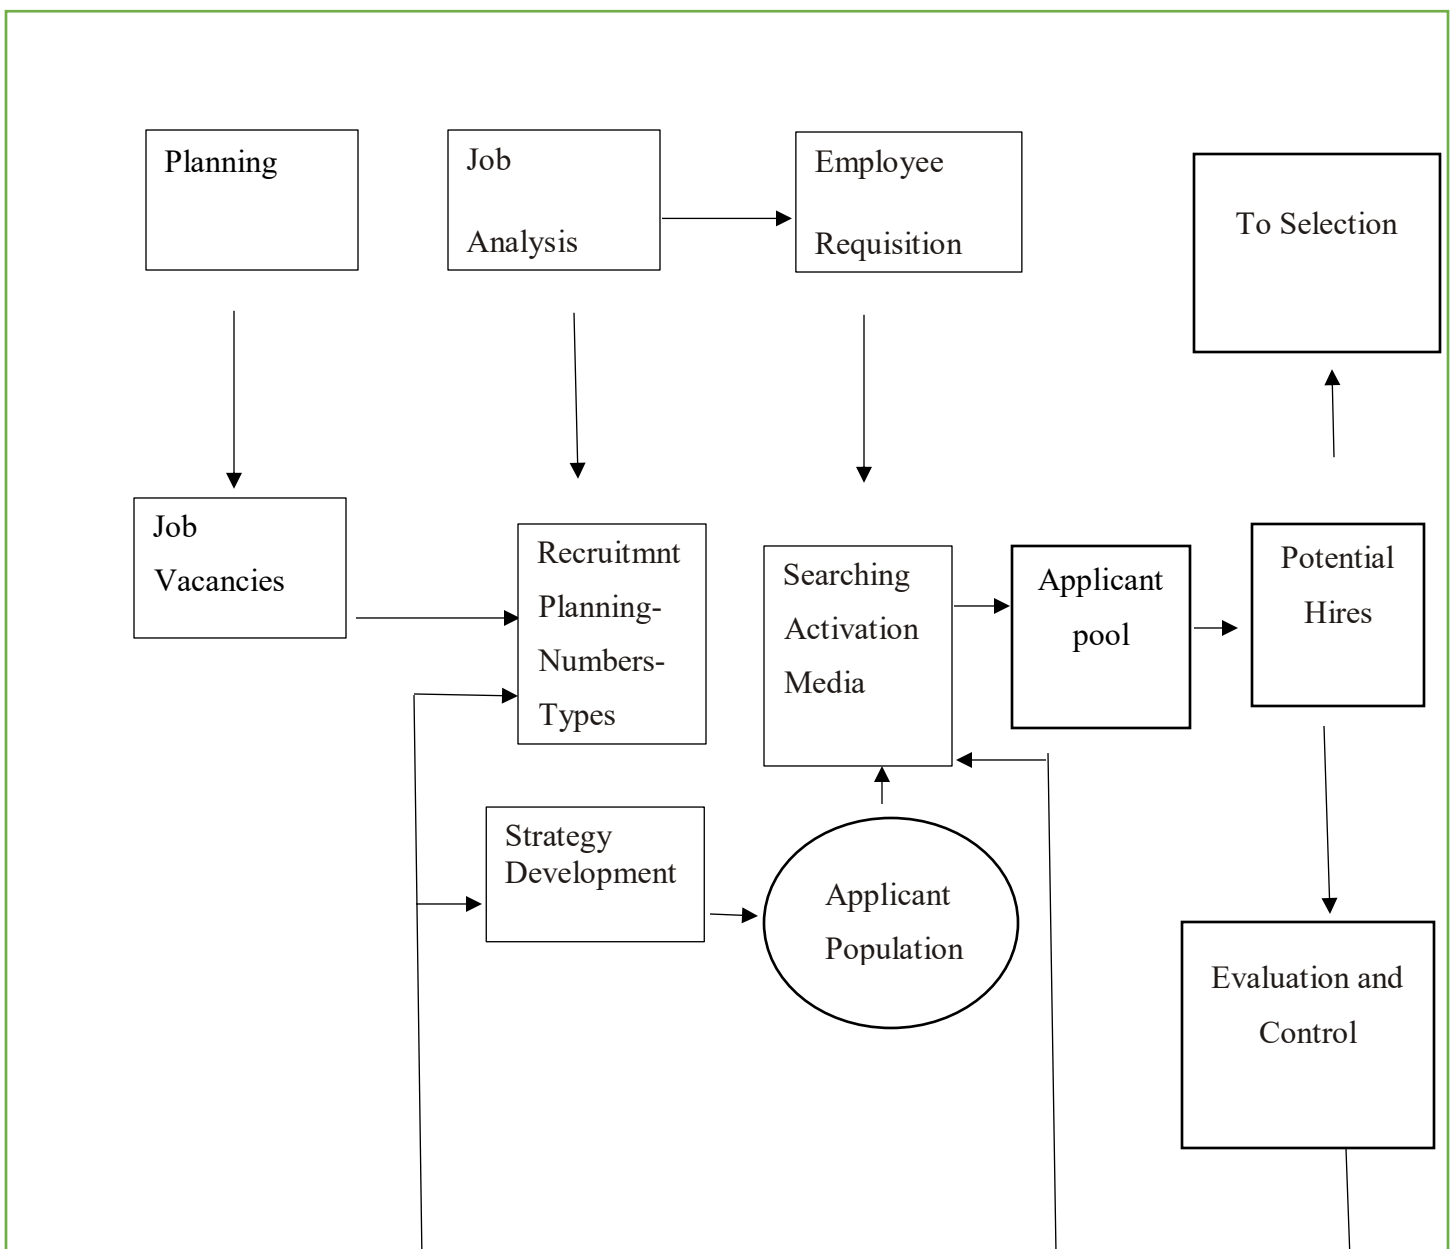 Planning
Job
Analysis
Employee
Requisition
To Selection
Job
Vacancies
Recruitmnt
Planning-
Numbers-
Types
Searching
Activation
Media
Applicant
pool
Potential
Hires
Strategy
Development
Applicant
Population
Evaluation and
Control